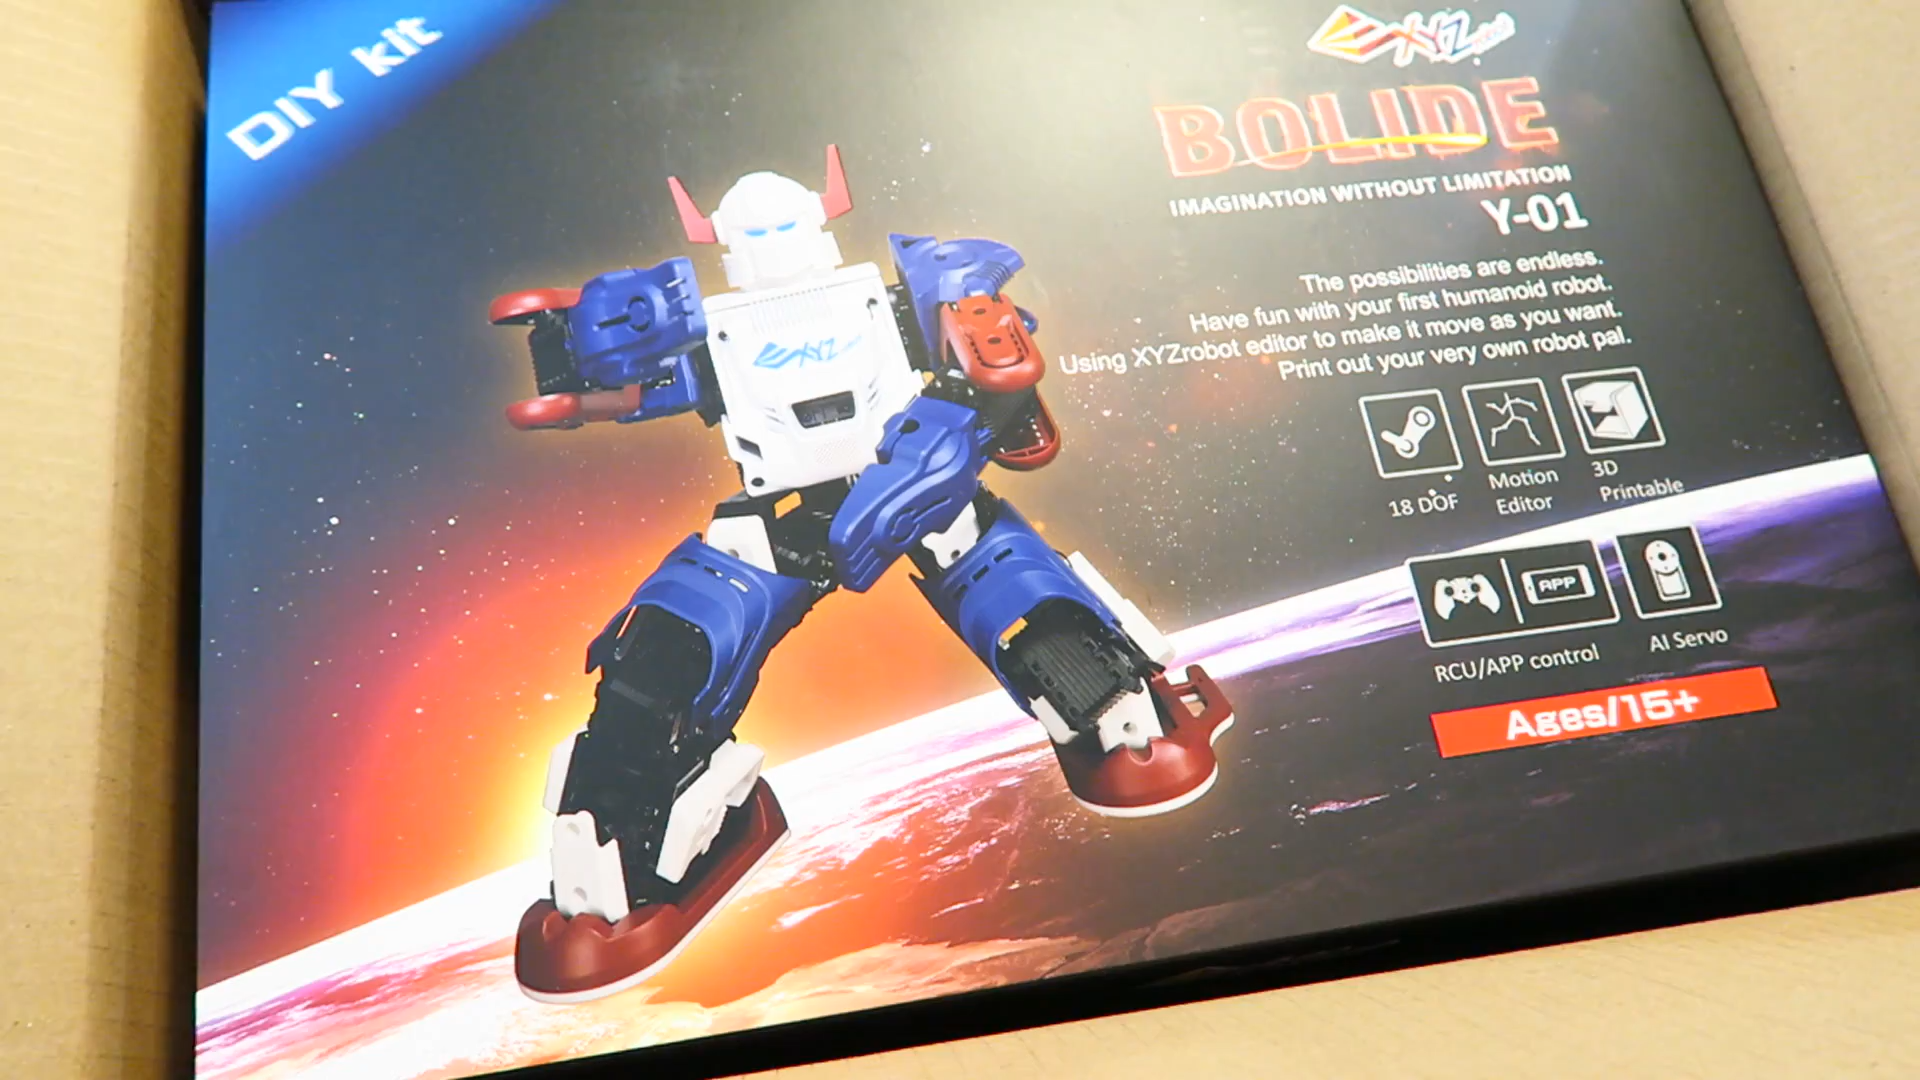 DIY kit
XYZrobot
BOLIDE
IMAGINATION WITHOUT LIMITATION
Y-01
The possibilities are endless.
Have fun with your first humanoid robot.
Using XYZrobot editor to make it move as you want.
Print out your very own robot pal.
XYZ
18 DOF
Motion
Editor
3D
Printable
APP
RCU/APP control
AI Servo
Ages/15+